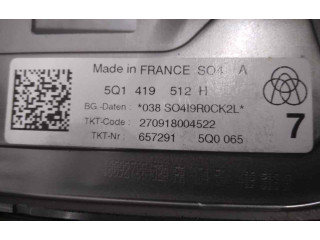 Made in FRANCE SO4 A
5Q1 419 512 H
BG.-Daten: *038 SO4I9R0CK2L*
TKT-Code: 270918004522
TKT-Nr: 657291 5Q0 065
7